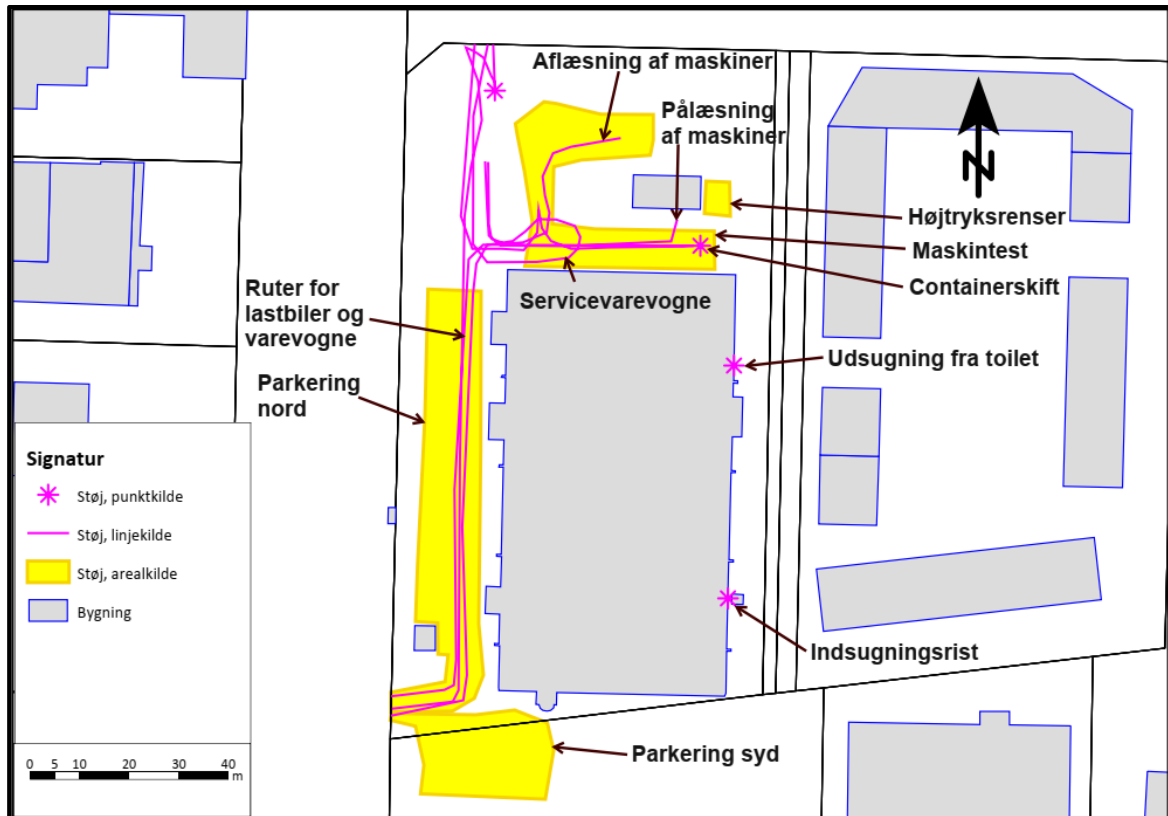 Aflæsning af maskiner
Pålæsning
af maskiner
N
Højtryksrenser
Maskintest
Containerskift
Servicevarevogne
Ruter for
lastbiler og
varevogne
Udsugning fra toilet
Parkering
nord
Signatur
Støj, punktkilde
Støj, linjekilde
Støj, arealkilde
Bygning
Indsugningsrist
Parkering syd
0 5 10 20 30 40
m